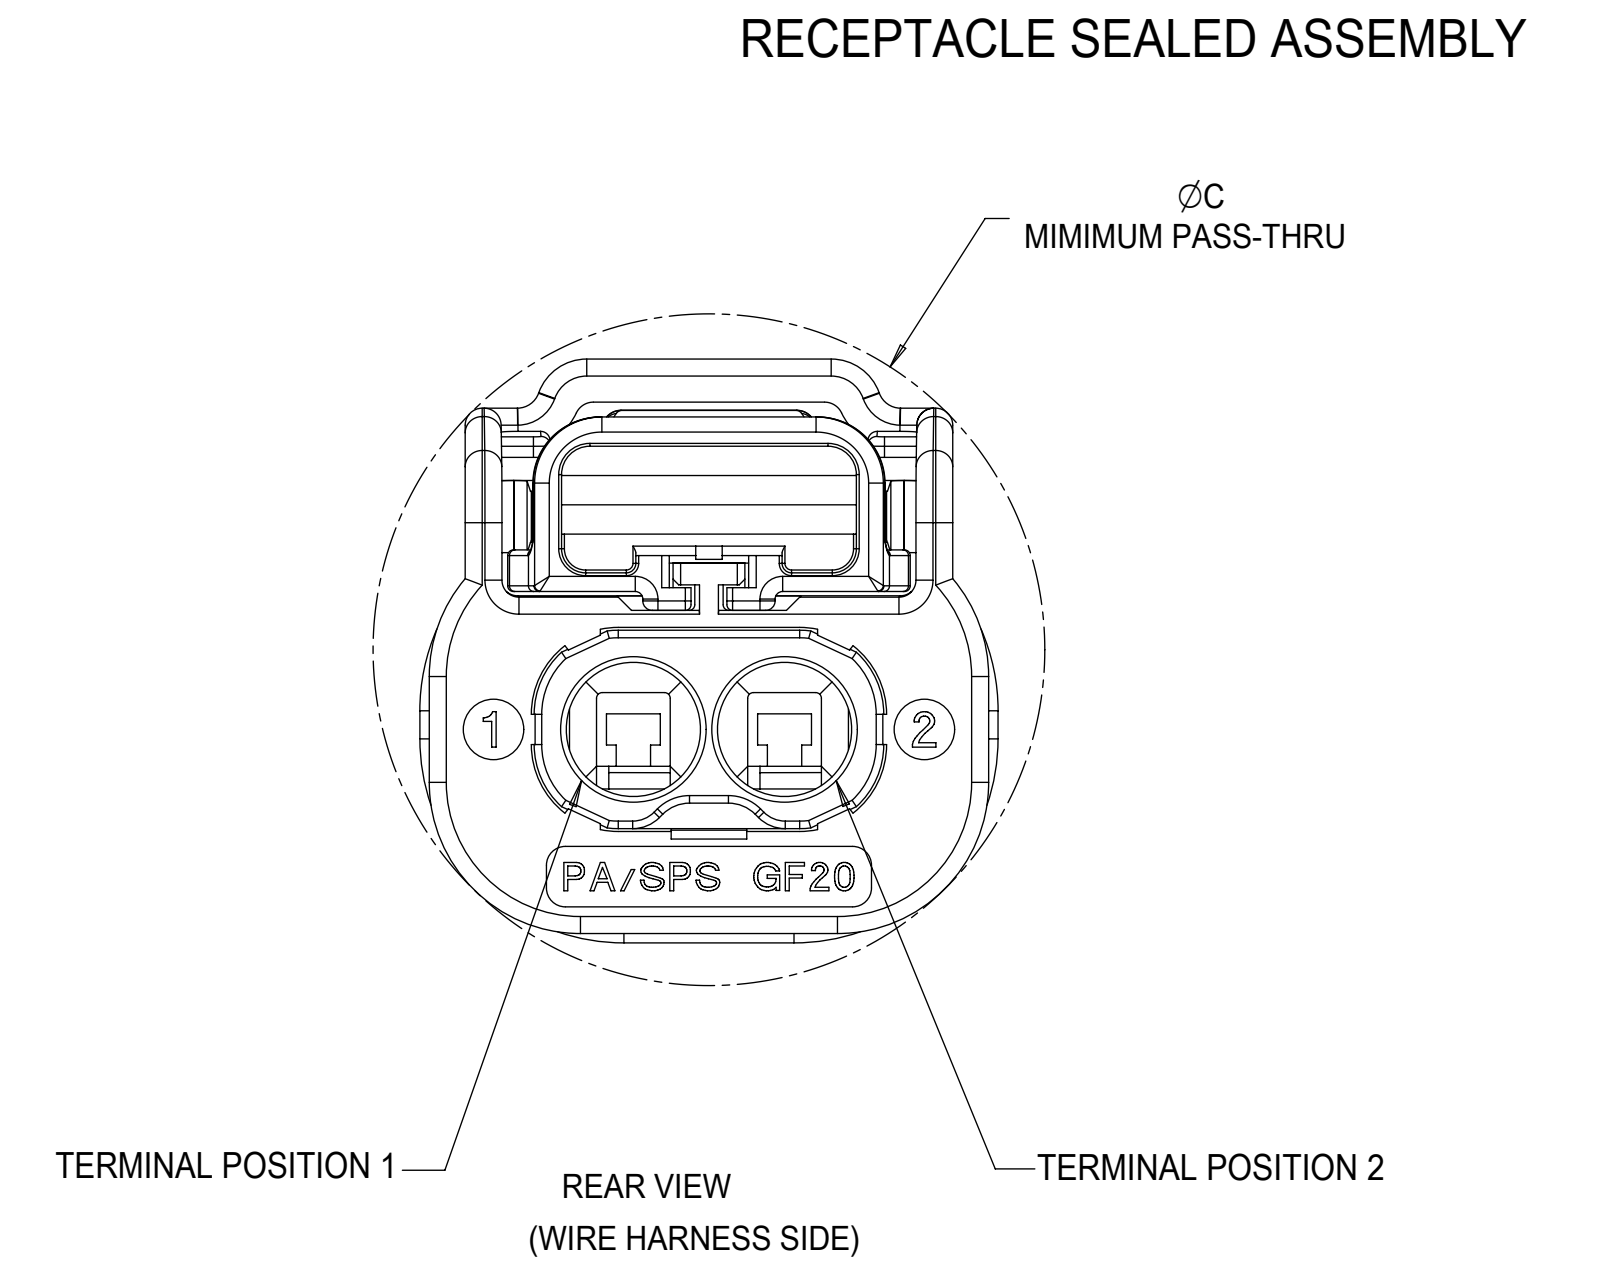 RECEPTACLE SEALED ASSEMBLY
∅C
MIMIMUM PASS-THRU
1
2
PA/SPS GF20
TERMINAL POSITION 1
TERMINAL POSITION 2
REAR VIEW
(WIRE HARNESS SIDE)